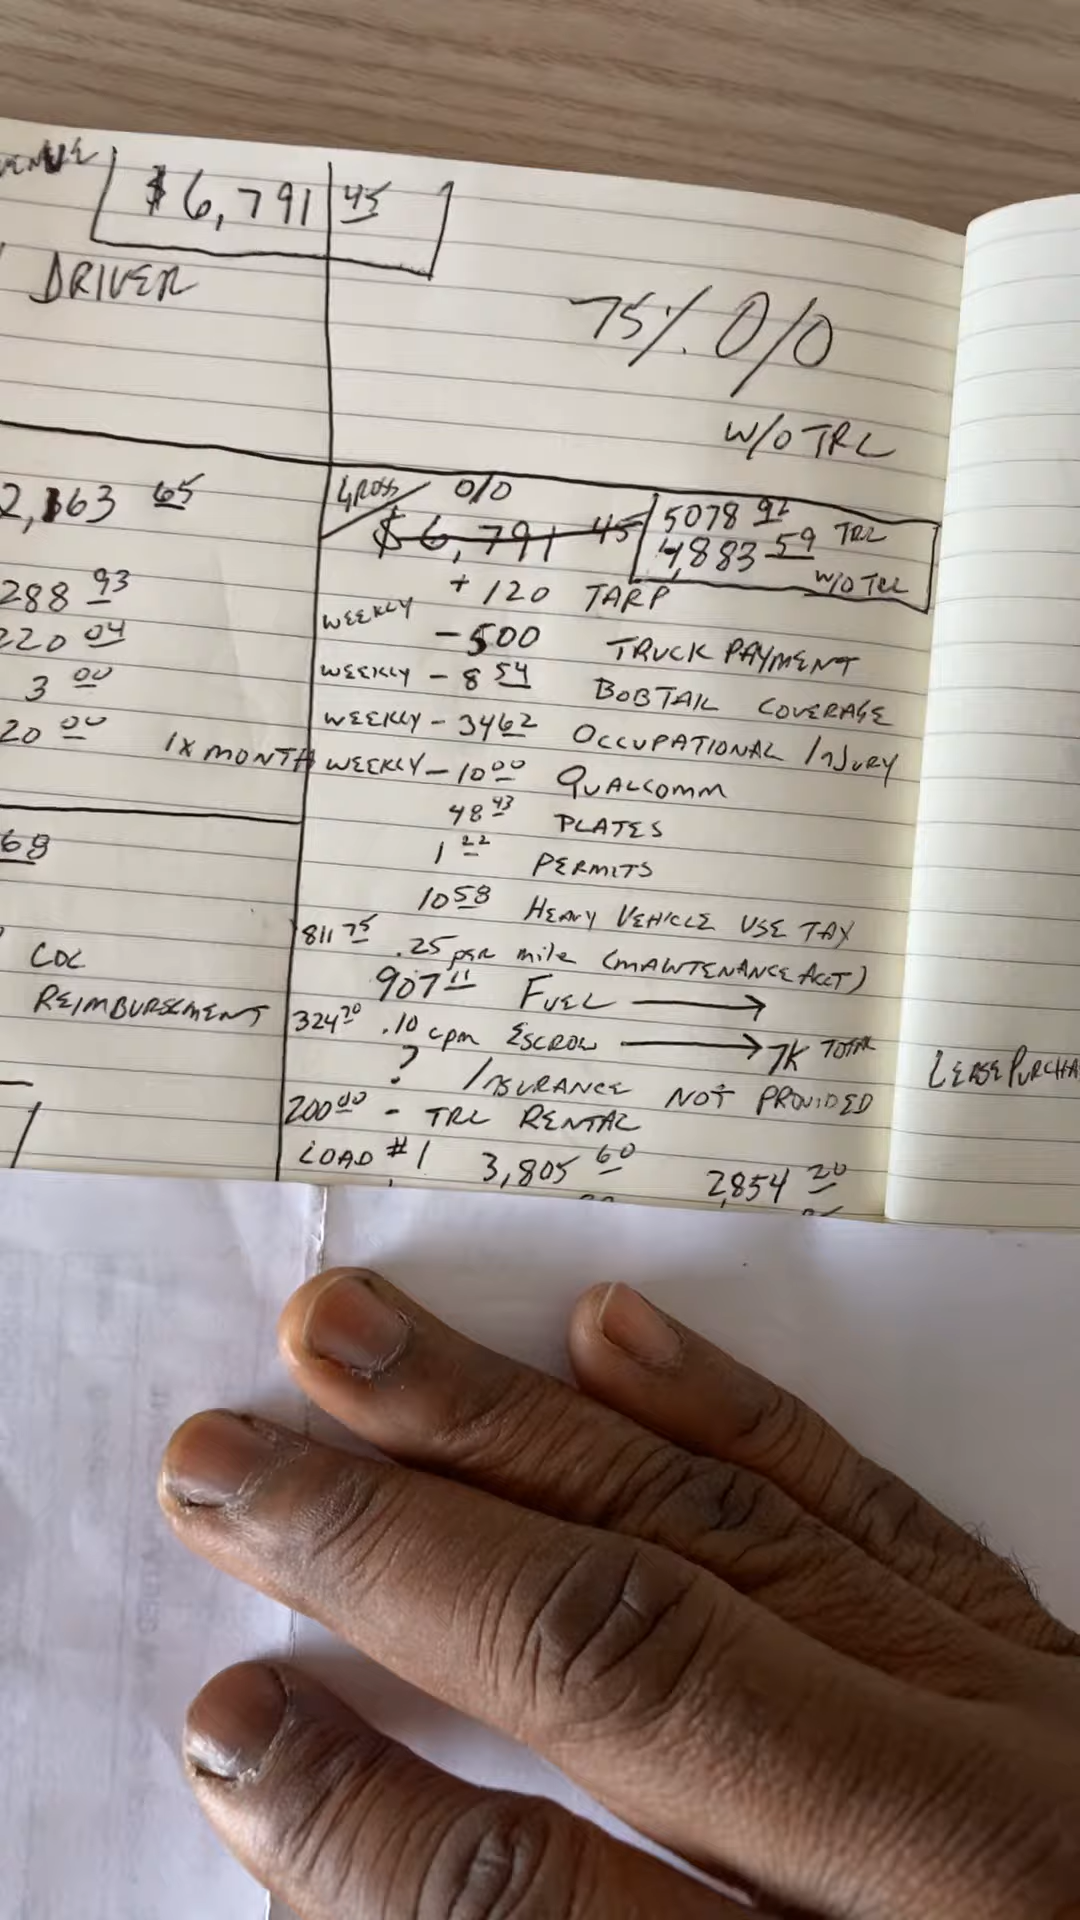 $6,791 45
DRIVER
75% O/O
W/O TRL
2,163 65
288 93
220 04
3 00
20 00 1X MONTH
68
CDL
REIMBURSEMENT
GROSS / O/O
$6,791 45
5078 92 TRL
4,883 59 W/O TRL
+120 TARP
WEEKLY -500 TRUCK PAYMENT
WEEKLY -8 54 BOBTAIL COVERAGE
WEEKLY -34 62 OCCUPATIONAL INJURY
WEEKLY -10 00 QUALCOMM
48 43 PLATES
1 22 PERMITS
10 58 HEAVY VEHICLE USE TAX
811 75 .25 per mile (MAINTENANCE ACCT)
907 11 FUEL →
324 70 .10 cpm ESCROW → 7K TOTAL
? INSURANCE NOT PROVIDED
200 00 - TRL RENTAL
LOAD #1 3,805 60 2,854 20